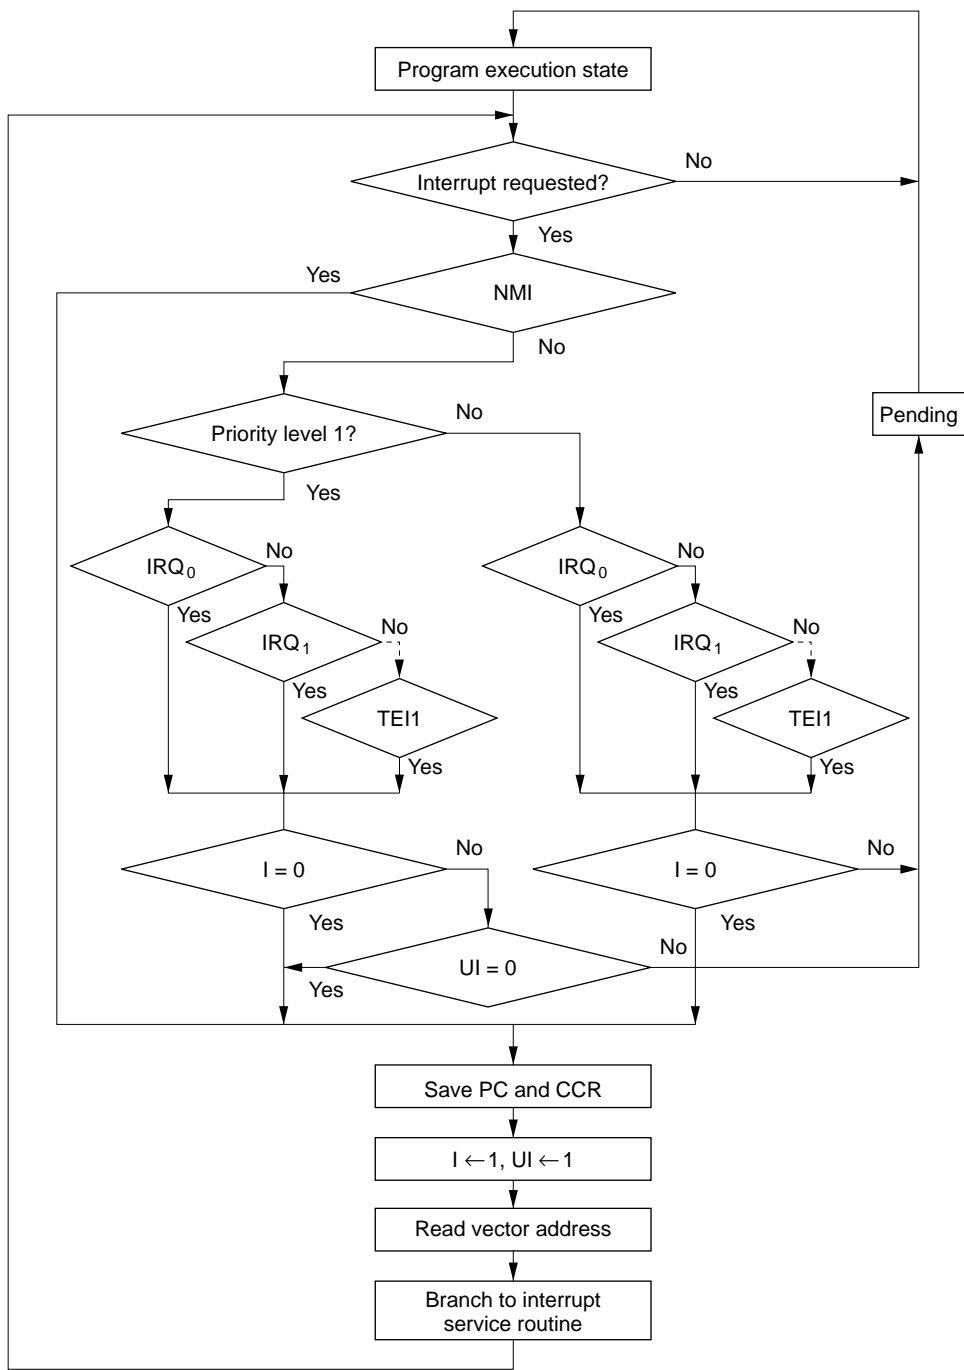 Program execution state
Interrupt requested?
No
Yes
Yes
NMI
No
Priority level 1?
No
Pending
Yes
IRQ0
No
IRQ0
No
Yes
Yes
IRQ1
No
IRQ1
No
Yes
Yes
TEI1
TEI1
Yes
Yes
I = 0
No
I = 0
No
Yes
Yes
UI = 0
No
Yes
Save PC and CCR
I ←1, UI ←1
Read vector address
Branch to interrupt
service routine